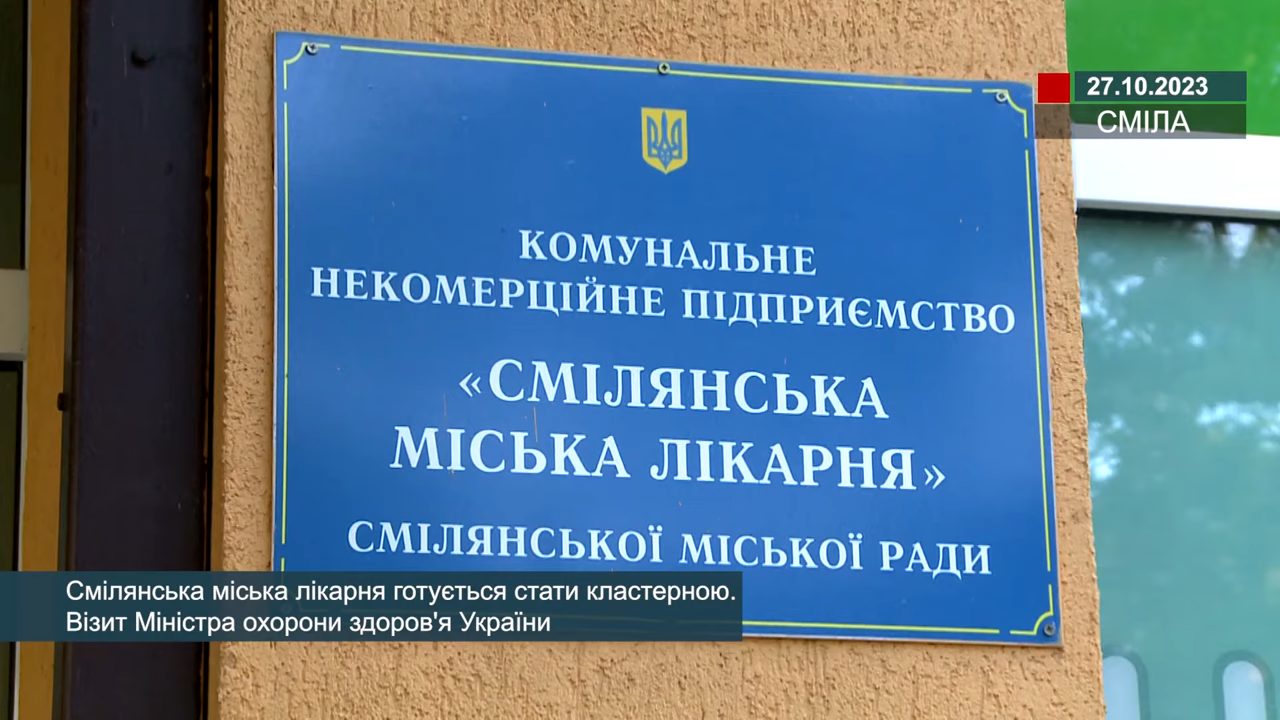 27.10.2023
СМІЛА
КОМУНАЛЬНЕ
НЕКОМЕРЦІЙНЕ ПІДПРИЄМСТВО
«СМІЛЯНСЬКА
МІСЬКА ЛІКАРНЯ»
СМІЛЯНСЬКОЇ МІСЬКОЇ РАДИ
Смілянська міська лікарня готується стати кластерною.
Візит Міністра охорони здоров'я України